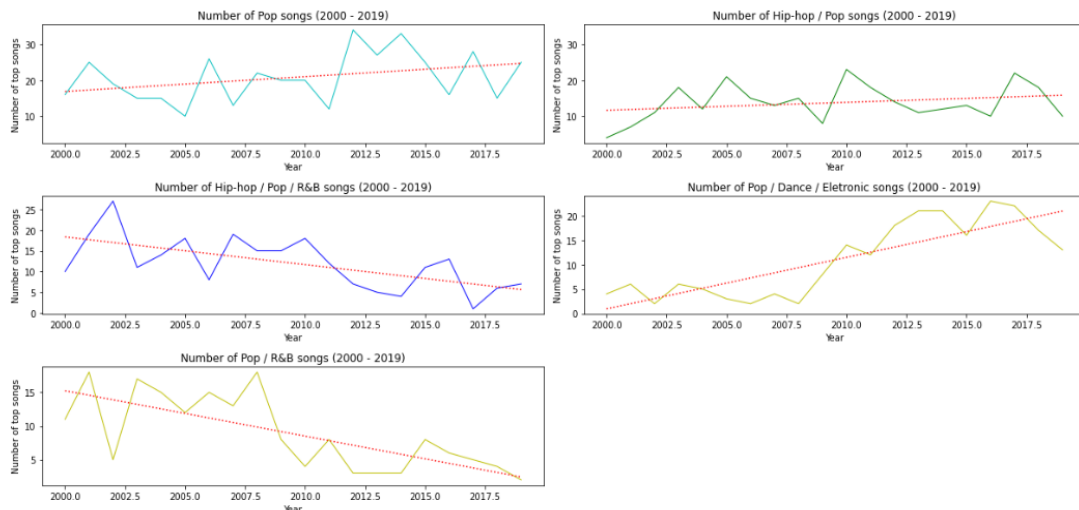 Number of Pop songs (2000 - 2019)
Number of top songs
30
20
10
2000.0 2002.5 2005.0 2007.5 2010.0 2012.5 2015.0 2017.5
Year
Number of Hip-hop / Pop songs (2000 - 2019)
Number of top songs
30
20
10
2000.0 2002.5 2005.0 2007.5 2010.0 2012.5 2015.0 2017.5
Year
Number of Hip-hop / Pop / R&B songs (2000 - 2019)
Number of top songs
25
20
15
10
5
0
2000.0 2002.5 2005.0 2007.5 2010.0 2012.5 2015.0 2017.5
Year
Number of Pop / Dance / Eletronic songs (2000 - 2019)
Number of top songs
20
15
10
5
0
2000.0 2002.5 2005.0 2007.5 2010.0 2012.5 2015.0 2017.5
Year
Number of Pop / R&B songs (2000 - 2019)
Number of top songs
15
10
5
2000.0 2002.5 2005.0 2007.5 2010.0 2012.5 2015.0 2017.5
Year